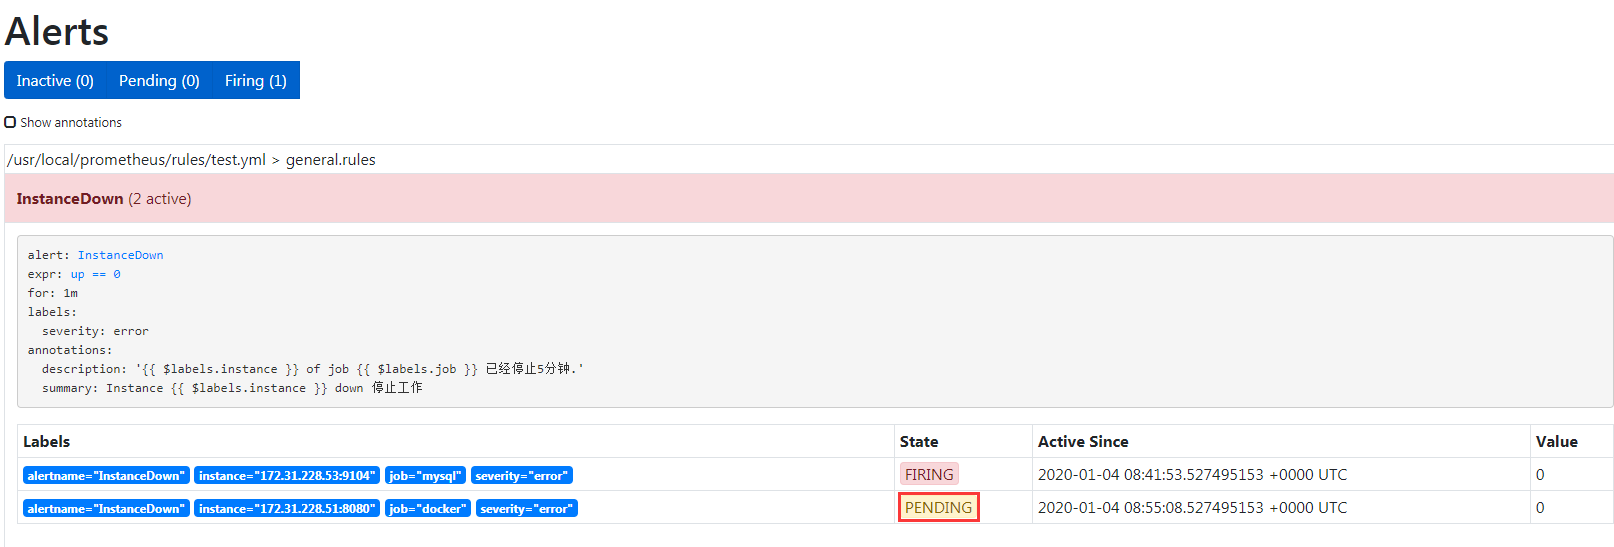 Alerts
Inactive (0) Pending (0) Firing (1)
Show annotations
/usr/local/prometheus/rules/test.yml > general.rules
InstanceDown (2 active)
alert: InstanceDown
expr: up == 0
for: 1m
labels:
  severity: error
annotations:
  description: '{{ $labels.instance }} of job {{ $labels.job }} 已经停止5分钟.'
  summary: Instance {{ $labels.instance }} down 停止工作
Labels State Active Since Value
alertname="InstanceDown" instance="172.31.228.53:9104" job="mysql" severity="error" FIRING 2020-01-04 08:41:53.527495153 +0000 UTC 0
alertname="InstanceDown" instance="172.31.228.51:8080" job="docker" severity="error" PENDING 2020-01-04 08:55:08.527495153 +0000 UTC 0